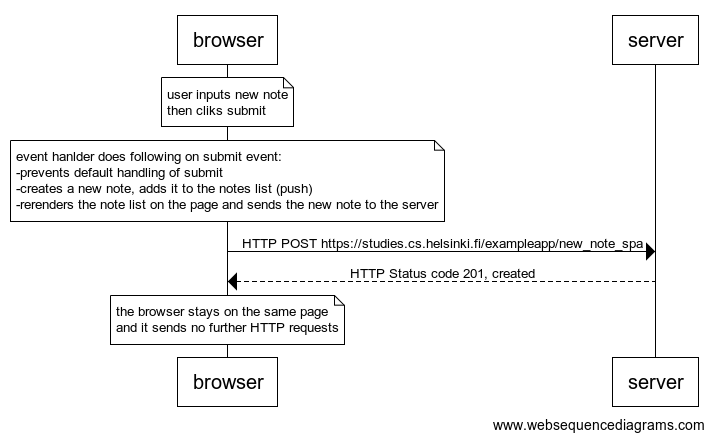 browser
server
user inputs new note
then cliks submit
event hanlder does following on submit event:
-prevents default handling of submit
-creates a new note, adds it to the notes list (push)
-rerenders the note list on the page and sends the new note to the server
HTTP POST https://studies.cs.helsinki.fi/exampleapp/new_note_spa
HTTP Status code 201, created
the browser stays on the same page
and it sends no further HTTP requests
browser
server
www.websequencediagrams.com